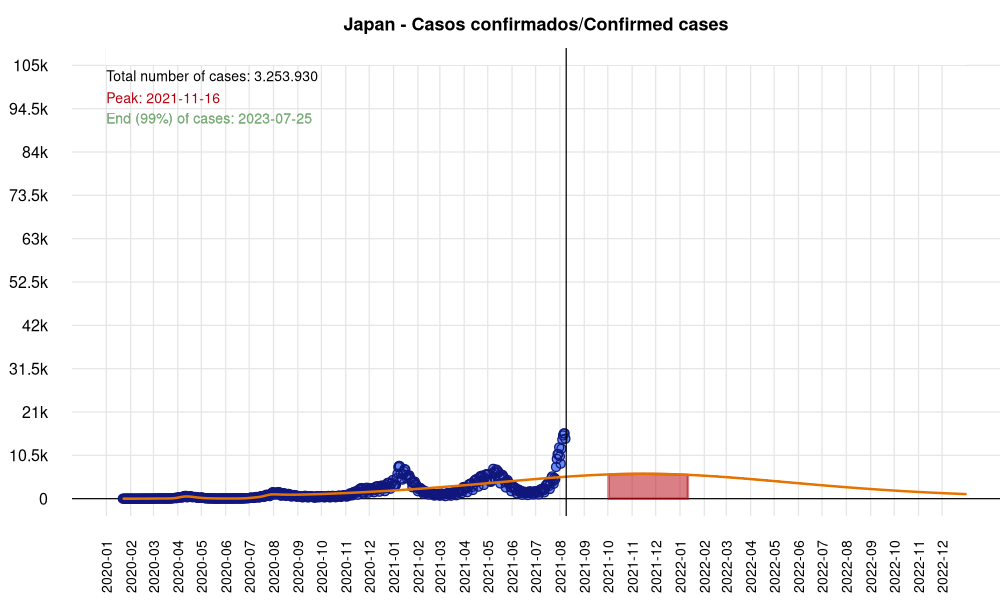 Japan - Casos confirmados/Confirmed cases
105k
94.5k
84k
73.5k
63k
52.5k
42k
31.5k
21k
10.5k
0
Total number of cases: 3.253.930
Peak: 2021-11-16
End (99%) of cases: 2023-07-25
2020-01
2020-02
2020-03
2020-04
2020-05
2020-06
2020-07
2020-08
2020-09
2020-10
2020-11
2020-12
2021-01
2021-02
2021-03
2021-04
2021-05
2021-06
2021-07
2021-08
2021-09
2021-10
2021-11
2021-12
2022-01
2022-02
2022-03
2022-04
2022-05
2022-06
2022-07
2022-08
2022-09
2022-10
2022-11
2022-12